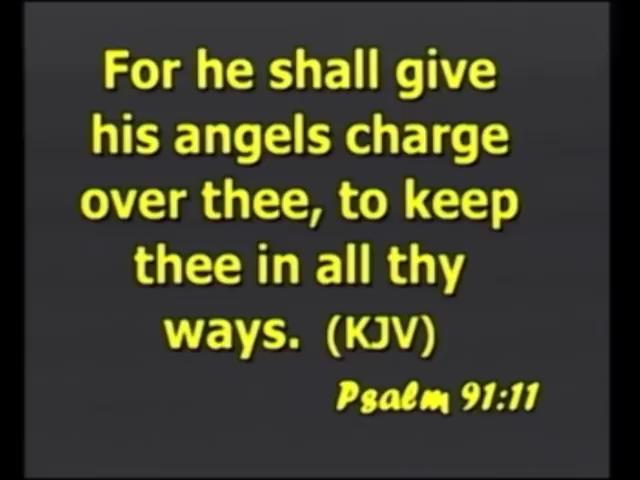 For he shall give
his angels charge
over thee, to keep
thee in all thy
ways. (KJV)
Psalm 91:11